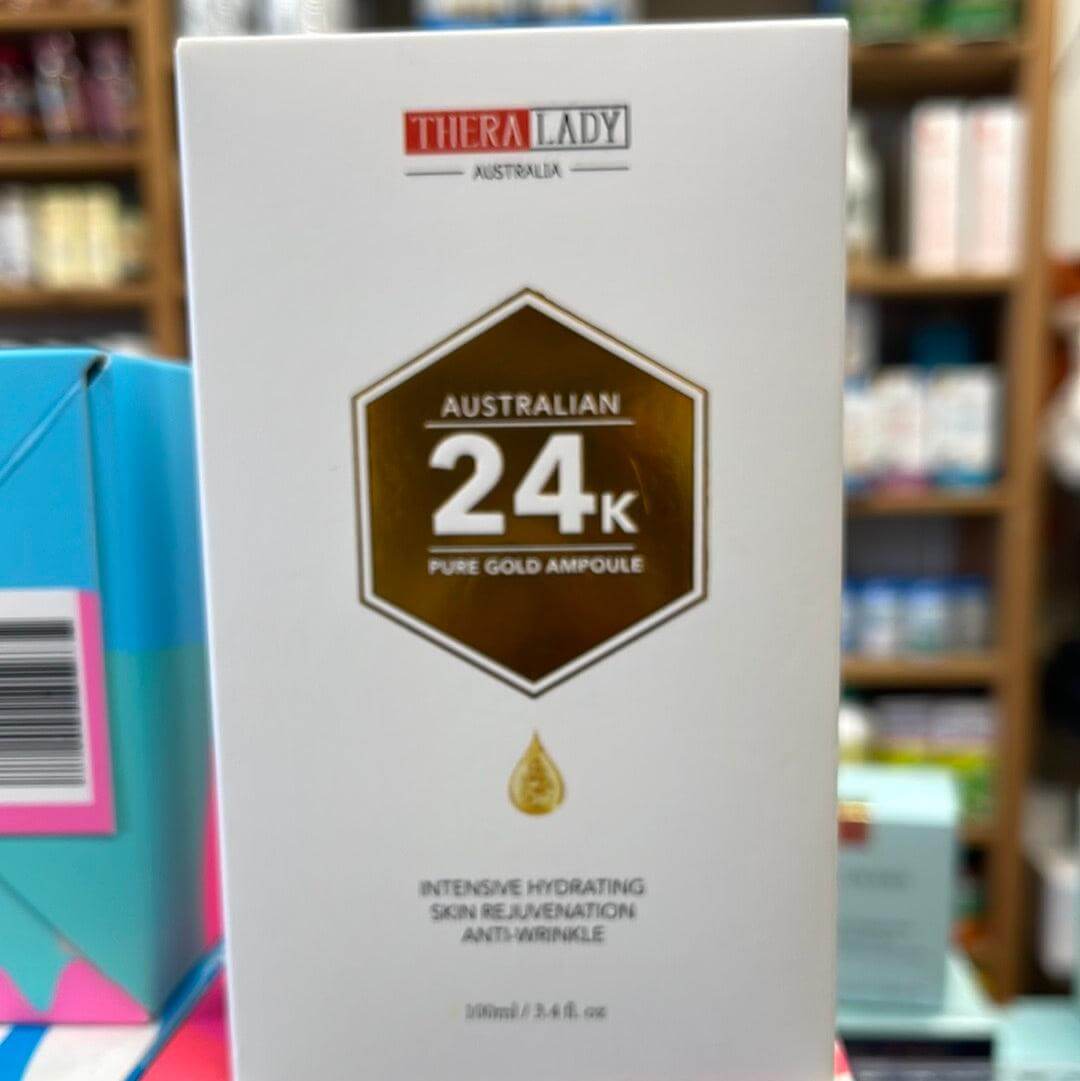 THERA LADY
AUSTRALIA
AUSTRALIAN
24K
PURE GOLD AMPOULE
INTENSIVE HYDRATING
SKIN REJUVENATION
ANTI-WRINKLE
100ml / 3.4 fl. oz